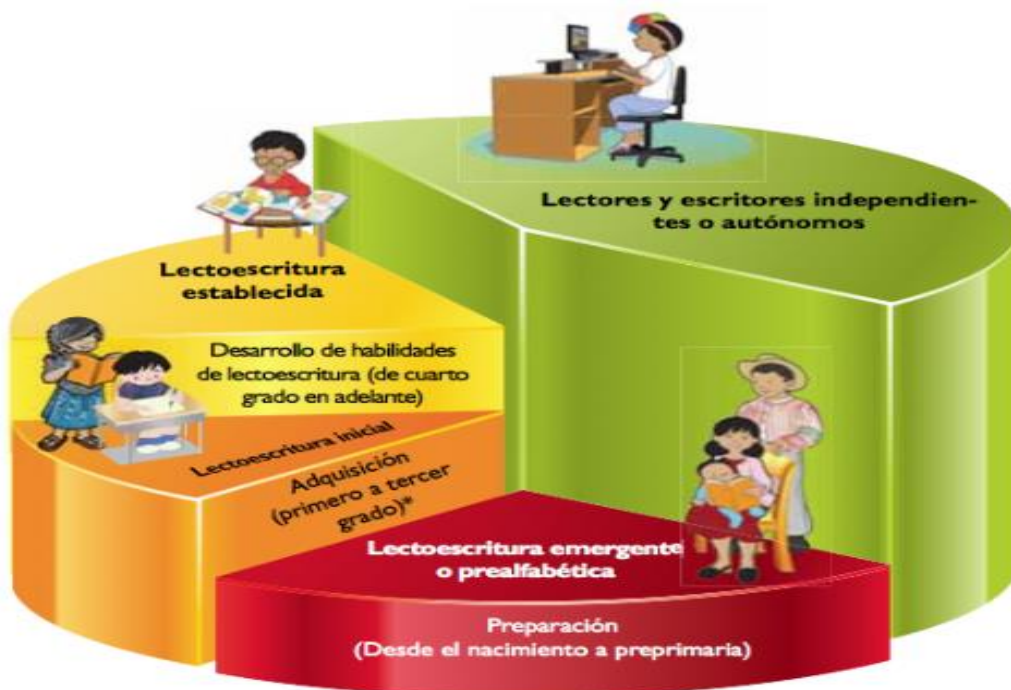 Lectores y escritores independien-
tes o autónomos
Lectoescritura
establecida
Desarrollo de habilidades
de lectoescritura (de cuarto
grado en adelante)
Lectoescritura inicial
Adquisición
(primero a tercer
grado)*
Lectoescritura emergente
o prealfabética
Preparación
(Desde el nacimiento a preprimaria)